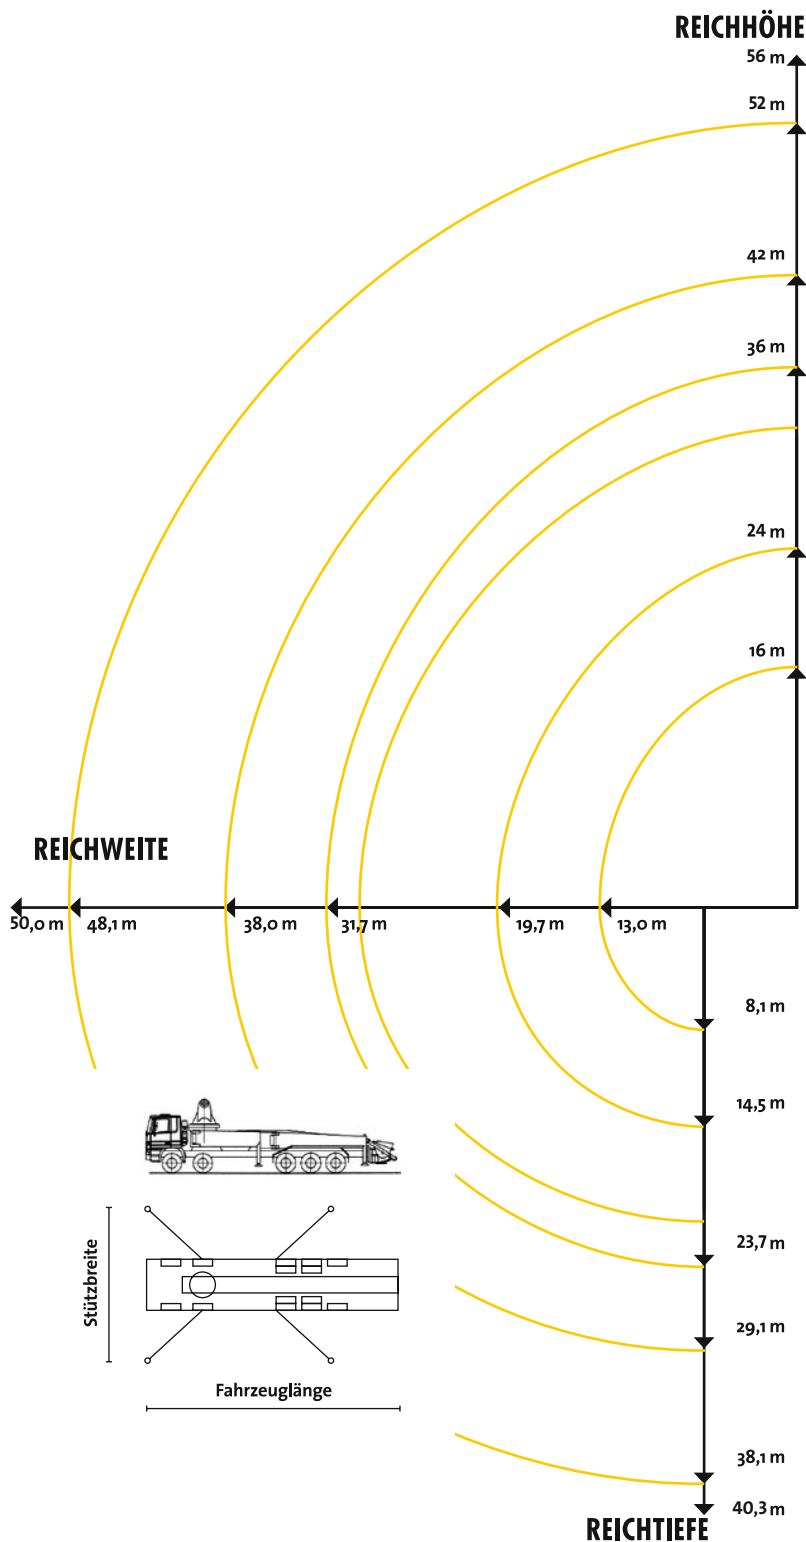 REICHHÖHE
56 m
52 m
42 m
36 m
24 m
16 m
REICHWEITE
50,0 m 48,1 m 38,0 m 31,7 m 19,7 m 13,0 m
8,1 m
14,5 m
23,7 m
29,1 m
38,1 m
40,3 m
REICHTIEFE
Stützbreite
Fahrzeuglänge